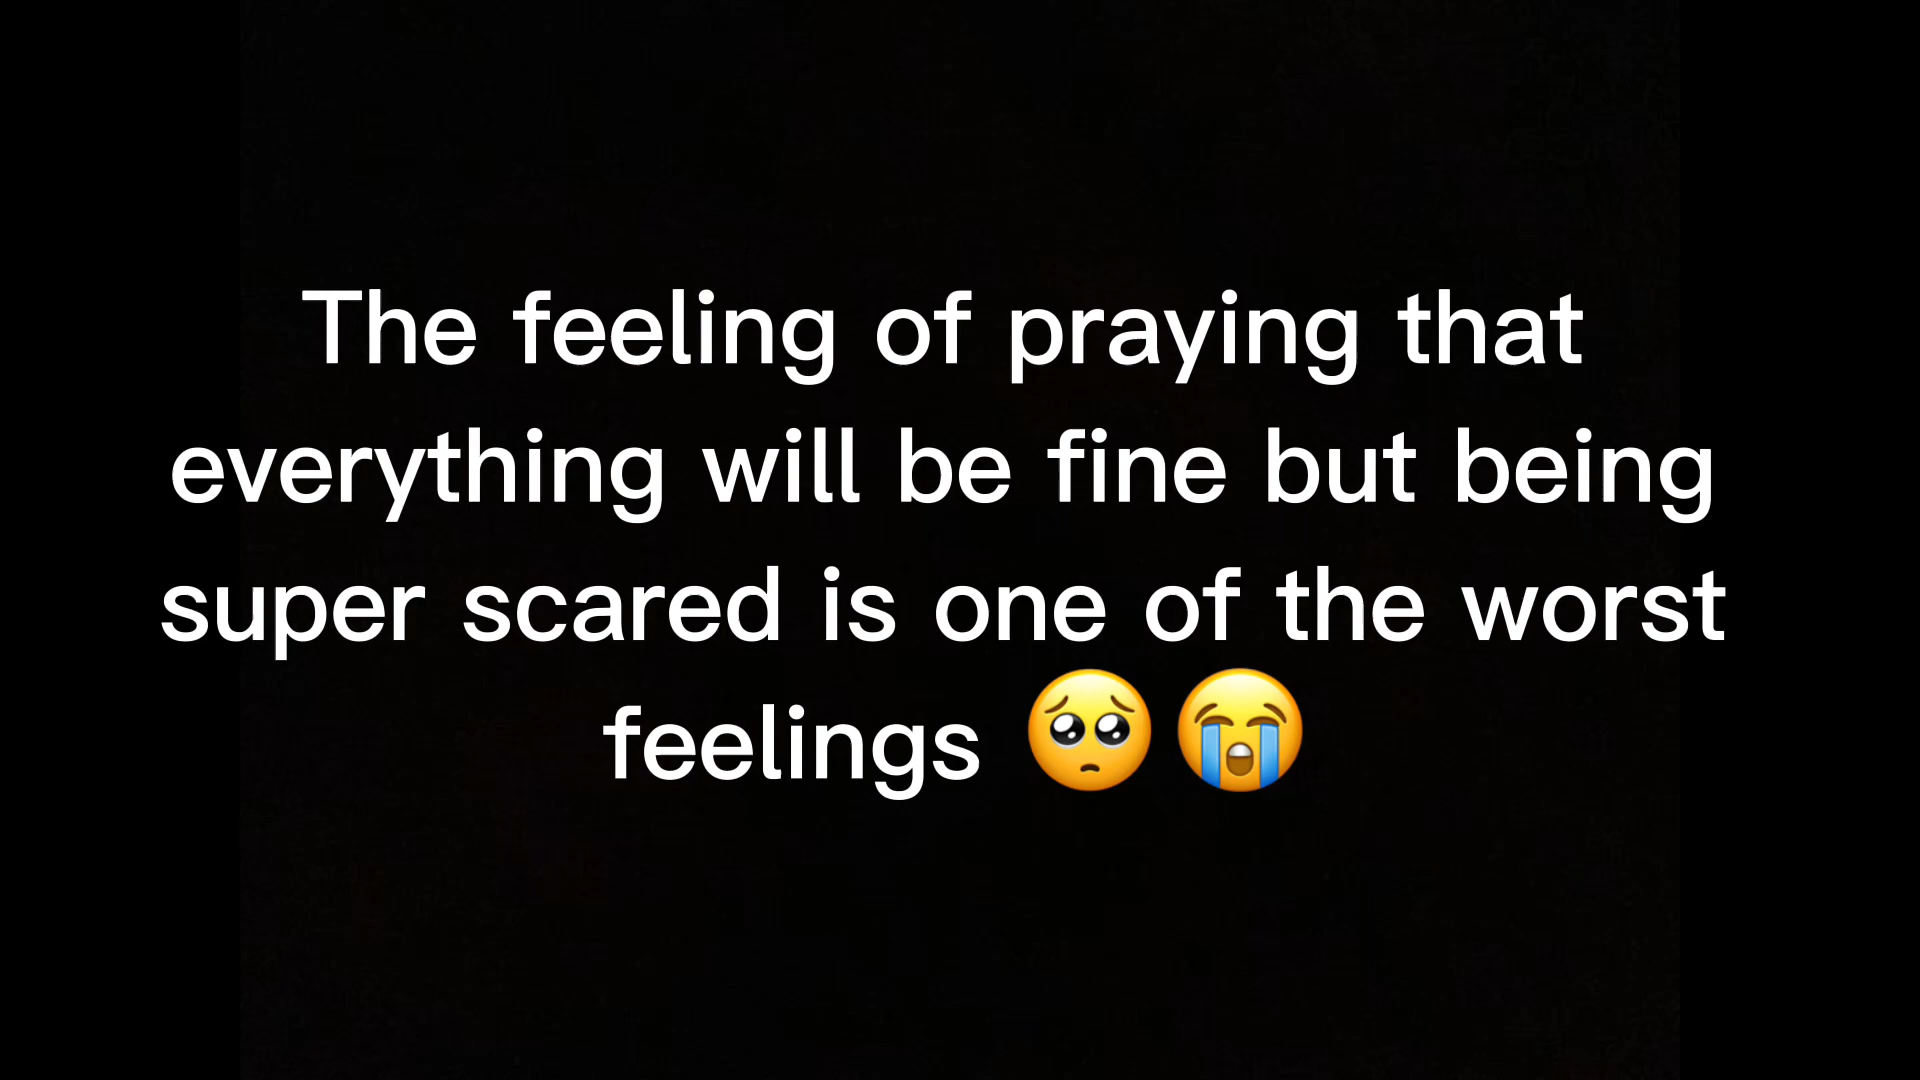 The feeling of praying that
everything will be fine but being
super scared is one of the worst
feelings 🥺😭